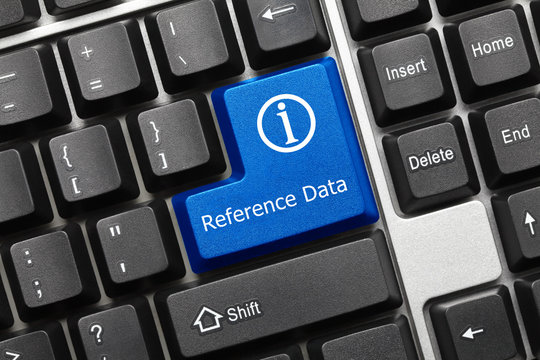 +
=
|
\
Insert
Home
{
[
}
]
i
Reference Data
Delete
End
:
;
"
'
Shift
?
/